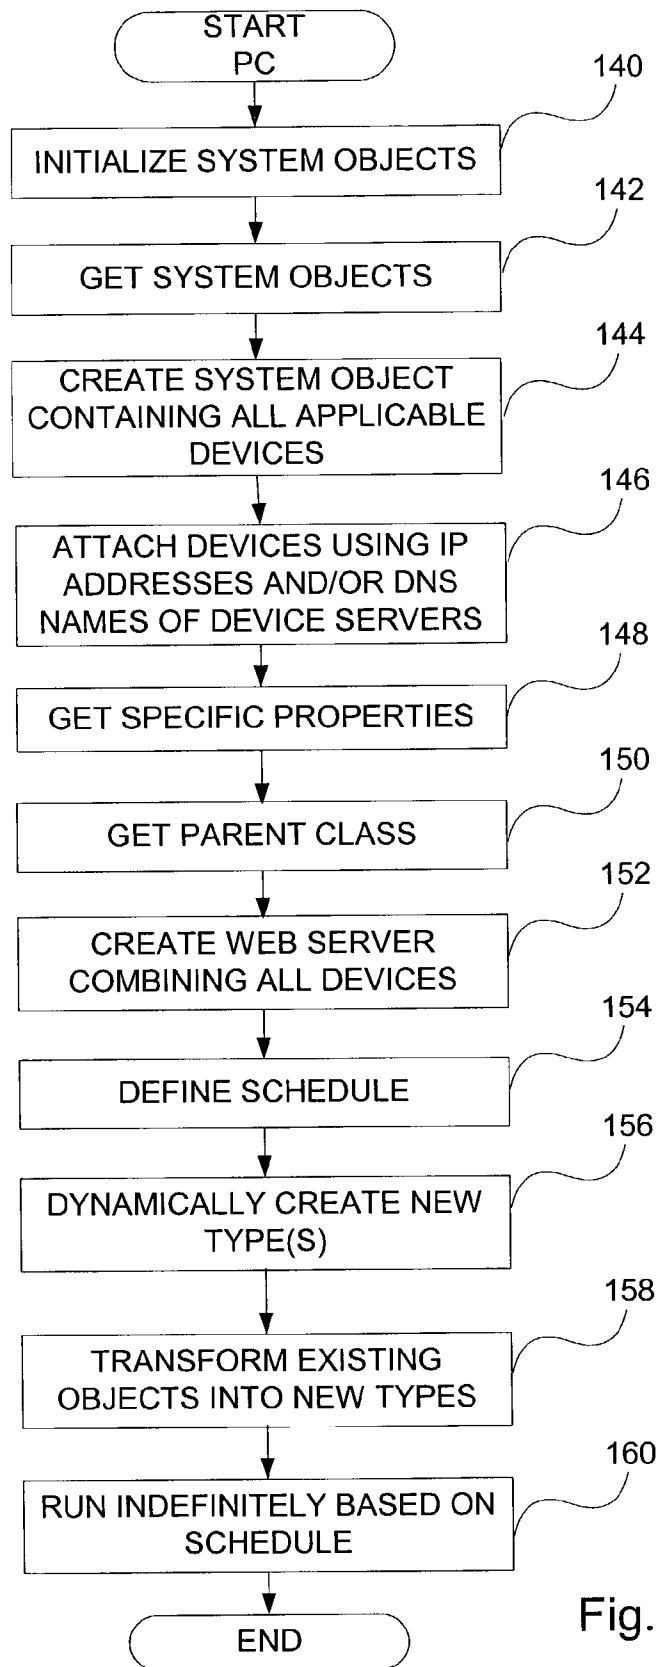 START
PC
140
INITIALIZE SYSTEM OBJECTS
142
GET SYSTEM OBJECTS
144
CREATE SYSTEM OBJECT
CONTAINING ALL APPLICABLE
DEVICES
146
ATTACH DEVICES USING IP
ADDRESSES AND/OR DNS
NAMES OF DEVICE SERVERS
148
GET SPECIFIC PROPERTIES
150
GET PARENT CLASS
152
CREATE WEB SERVER
COMBINING ALL DEVICES
154
DEFINE SCHEDULE
156
DYNAMICALLY CREATE NEW
TYPE(S)
158
TRANSFORM EXISTING
OBJECTS INTO NEW TYPES
160
RUN INDEFINITELY BASED ON
SCHEDULE
END
Fig.